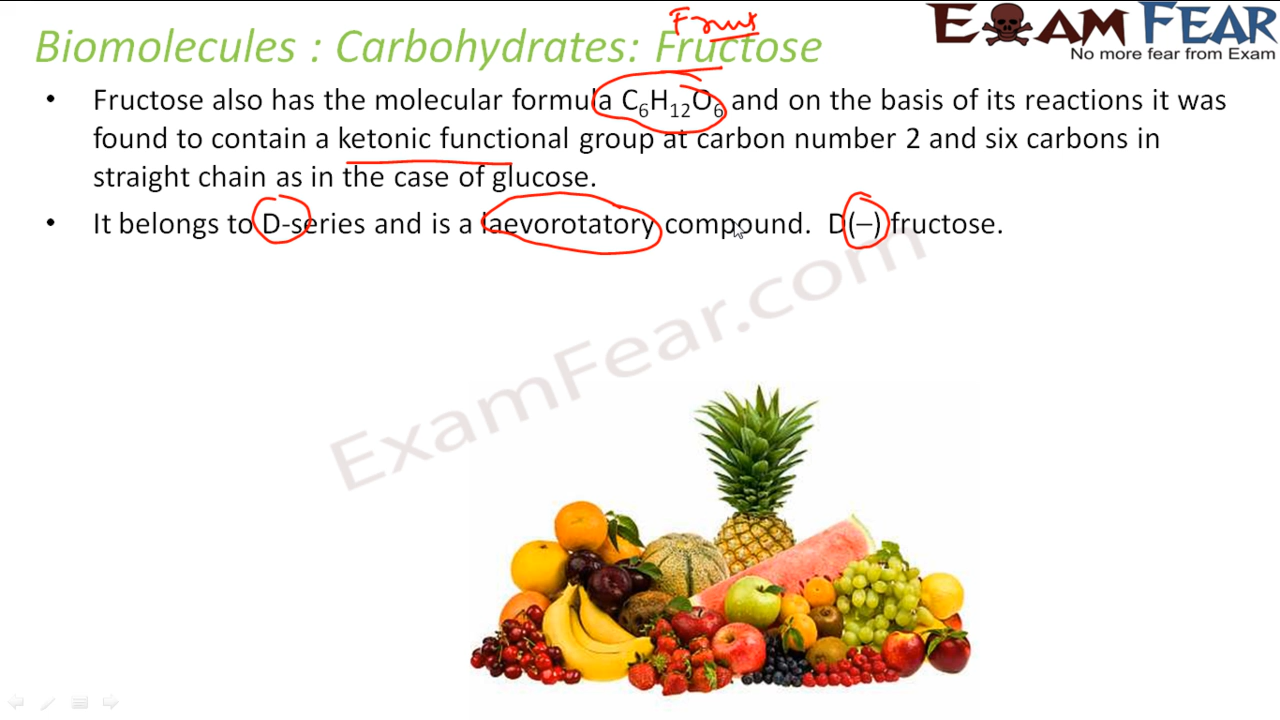 Fruit
EXAM FEAR
No more fear from Exam
Biomolecules : Carbohydrates: Fructose
• Fructose also has the molecular formula C₆H₁₂O₆ and on the basis of its reactions it was
found to contain a ketonic functional group at carbon number 2 and six carbons in
straight chain as in the case of glucose.
• It belongs to D-series and is a laevorotatory compound. D(–) fructose.
ExamFear.com